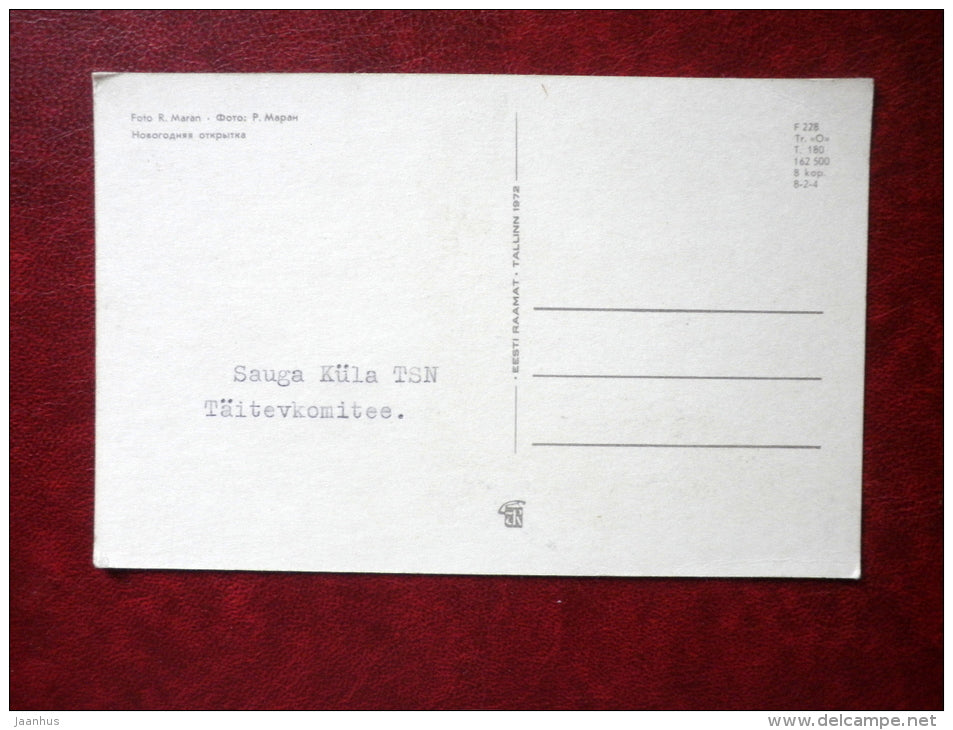 Foto R. Maran · Фото: Р. Маран
Новогодняя открытка
F 228
Tr. «O»
T. 180
162 500
8 kop.
8-2-4
· EESTI RAAMAT · TALLINN 1972
Sauga Küla TSN
Täitevkomitee.
Jaanhus
www.delcampe.net